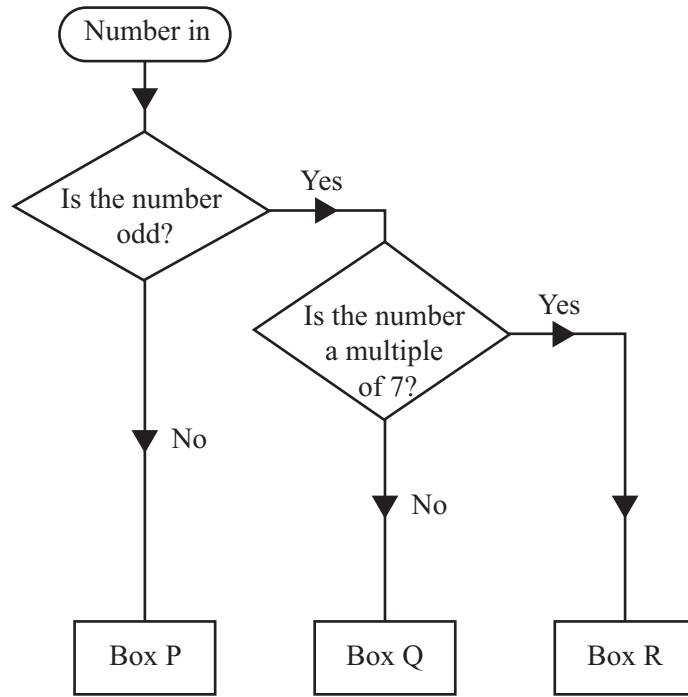 Number in
Is the number
odd?
Yes
Is the number
a multiple
of 7?
Yes
No
No
Box P
Box Q
Box R